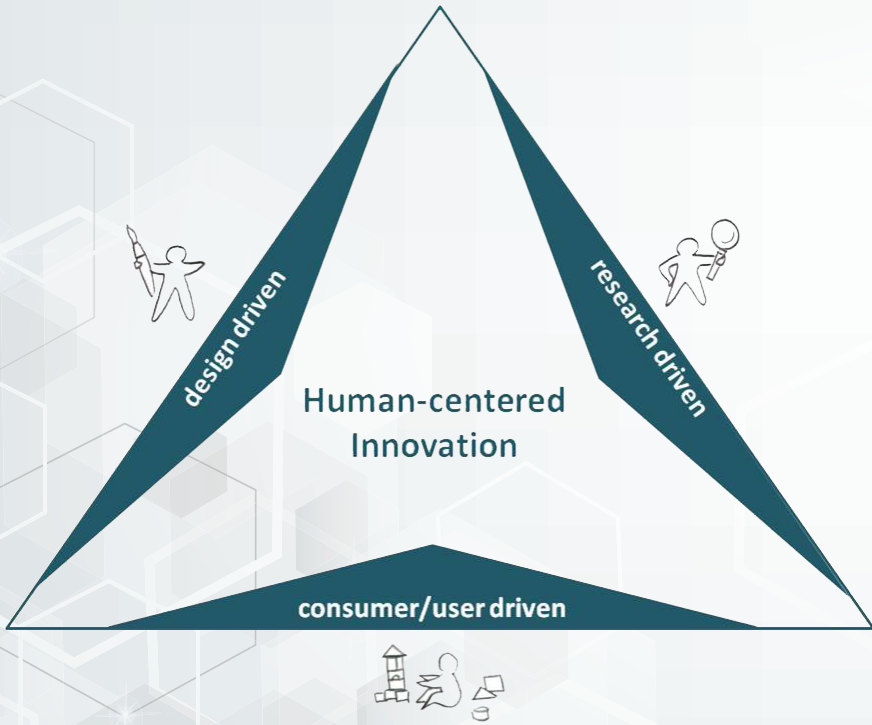 design driven
research driven
Human-centered
Innovation
consumer/user driven